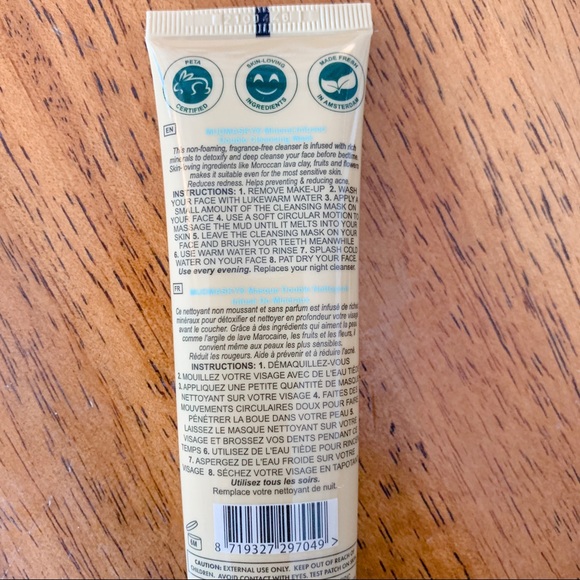 PETA
CERTIFIED
SKIN-LOVING
INGREDIENTS
MADE FRESH
IN AMSTERDAM
EN
This non-foaming, fragrance-free cleanser is infused with rich
minerals to detoxify and deep cleanse your face before bedtime.
Skin-loving ingredients like Moroccan lava clay, fruits and flowers
makes it suitable even for the most sensitive skin.
Reduces redness. Helps preventing & reducing acne.
INSTRUCTIONS: 1. REMOVE MAKE-UP 2. WASH
YOUR FACE WITH LUKEWARM WATER 3. APPLY A
SMALL AMOUNT OF THE CLEANSING MASK ON
YOUR FACE 4. USE A SOFT CIRCULAR MOTION TO
MASSAGE THE MUD UNTIL IT MELTS INTO YOUR
SKIN 5. LEAVE THE CLEANSING MASK ON YOUR
FACE AND BRUSH YOUR TEETH MEANWHILE
6. USE WARM WATER TO RINSE 7. SPLASH COLD
WATER ON YOUR FACE 8. PAT DRY YOUR FACE.
Use every evening. Replaces your night cleanser.
FR
Ce nettoyant non moussant et sans parfum est infusé de riches
minéraux pour détoxifier et nettoyer en profondeur votre visage
avant le coucher. Grâce à des ingrédients qui aiment la peau
comme l'argile de lave Marocaine, les fruits et les fleurs, il
convient même aux peaux les plus sensibles.
Réduit les rougeurs. Aide à prévenir et à réduire l'acné.
INSTRUCTIONS: 1. DÉMAQUILLEZ-VOUS
2. MOUILLEZ VOTRE VISAGE AVEC DE L'EAU TIÈDE
3. APPLIQUEZ UNE PETITE QUANTITÉ DE MASQUE
NETTOYANT SUR VOTRE VISAGE 4. FAITES DES
MOUVEMENTS CIRCULAIRES DOUX POUR FAIRE
PÉNÉTRER LA BOUE DANS VOTRE PEAU 5.
LAISSEZ LE MASQUE NETTOYANT SUR VOTRE
VISAGE ET BROSSEZ VOS DENTS PENDANT CE
TEMPS 6. UTILISEZ DE L'EAU TIÈDE POUR RINCER
7. ASPERGEZ DE L'EAU FROIDE SUR VOTRE
VISAGE 8. SÉCHEZ VOTRE VISAGE EN TAPOTANT
Utilisez tous les soirs.
Remplace votre nettoyant de nuit.
6M
8 719327 297049 >
CAUTION: EXTERNAL USE ONLY. KEEP OUT OF REACH OF
CHILDREN. AVOID CONTACT WITH EYES. TEST PATCH ON